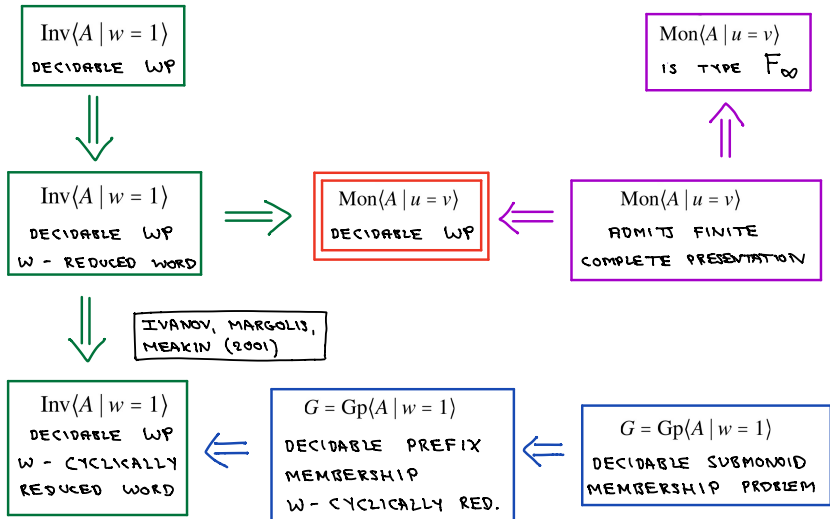 Inv⟨A | w = 1⟩
DECIDABLE WP
Mon⟨A | u = v⟩
IS TYPE F∞
Inv⟨A | w = 1⟩
DECIDABLE WP
W - REDUCED WORD
Mon⟨A | u = v⟩
DECIDABLE WP
Mon⟨A | u = v⟩
ADMITS FINITE
COMPLETE PRESENTATION
IVANOV, MARGOLIS,
MEAKIN (2001)
Inv⟨A | w = 1⟩
DECIDABLE WP
W - CYCLICALLY
REDUCED WORD
G = Gp⟨A | w = 1⟩
DECIDABLE PREFIX
MEMBERSHIP
W - CYCLICALLY RED.
G = Gp⟨A | w = 1⟩
DECIDABLE SUBMONOID
MEMBERSHIP PROBLEM